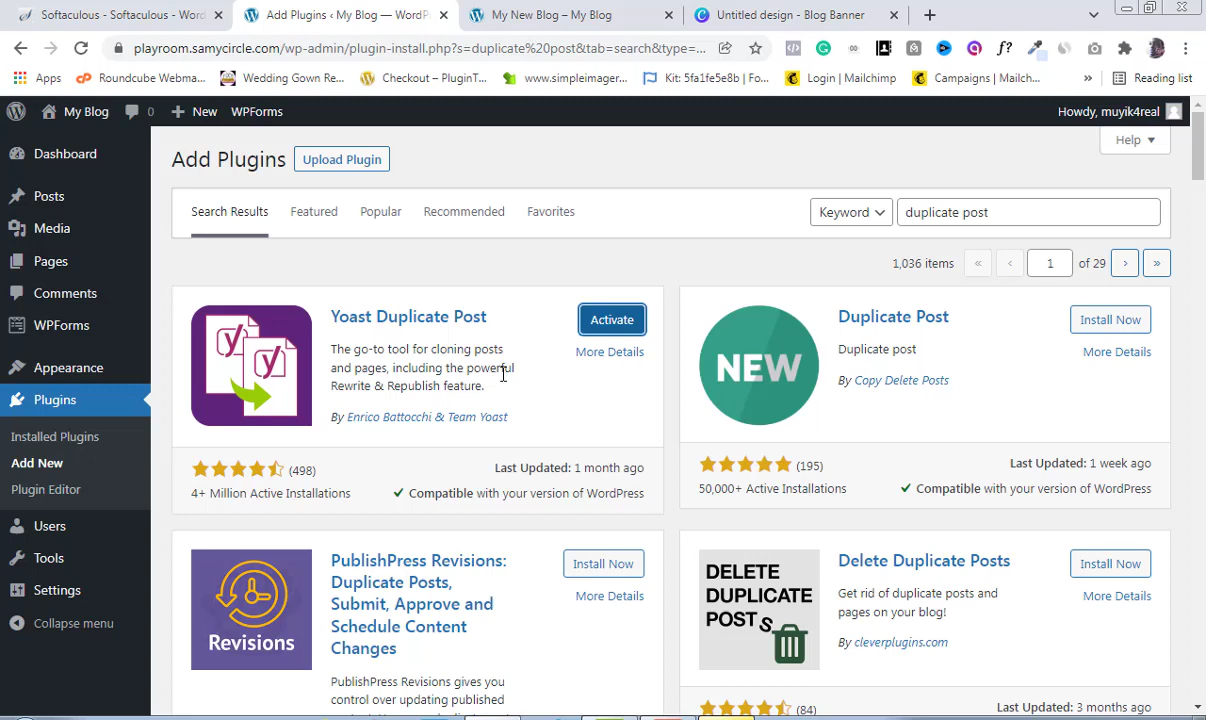 Softaculous - Softaculous - Wor
Add Plugins ‹ My Blog — WordP
My New Blog – My Blog
Untitled design - Blog Banner
playroom.samycircle.com/wp-admin/plugin-install.php?s=duplicate%20post&tab=search&type=...
Apps
Roundcube Webma...
Wedding Gown Re...
Checkout – PluginT...
www.simpleimager...
Kit: 5fa1fe5e8b | Fo...
Login | Mailchimp
Campaigns | Mailch...
»
Reading list
My Blog
0
New
WPForms
Howdy, muyik4real
Help
Dashboard
Posts
Media
Pages
Comments
WPForms
Appearance
Plugins
Installed Plugins
Add New
Plugin Editor
Users
Tools
Settings
Collapse menu
Add Plugins
Upload Plugin
Search Results
Featured
Popular
Recommended
Favorites
Keyword
duplicate post
1,036 items
«
‹
1
of 29
›
»
Yoast Duplicate Post
Activate
More Details
The go-to tool for cloning posts
and pages, including the powerful
Rewrite & Republish feature.
By Enrico Battocchi & Team Yoast
(498)
4+ Million Active Installations
Last Updated: 1 month ago
Compatible with your version of WordPress
NEW
Duplicate Post
Install Now
More Details
Duplicate post
By Copy Delete Posts
(195)
50,000+ Active Installations
Last Updated: 1 week ago
Compatible with your version of WordPress
Revisions
PublishPress Revisions:
Duplicate Posts,
Submit, Approve and
Schedule Content
Changes
Install Now
More Details
PublishPress Revisions gives you
control over updating published
DELETE
DUPLICATE
POSTS
Delete Duplicate Posts
Install Now
More Details
Get rid of duplicate posts and
pages on your blog!
By cleverplugins.com
(84)
Last Updated: 3 months ago